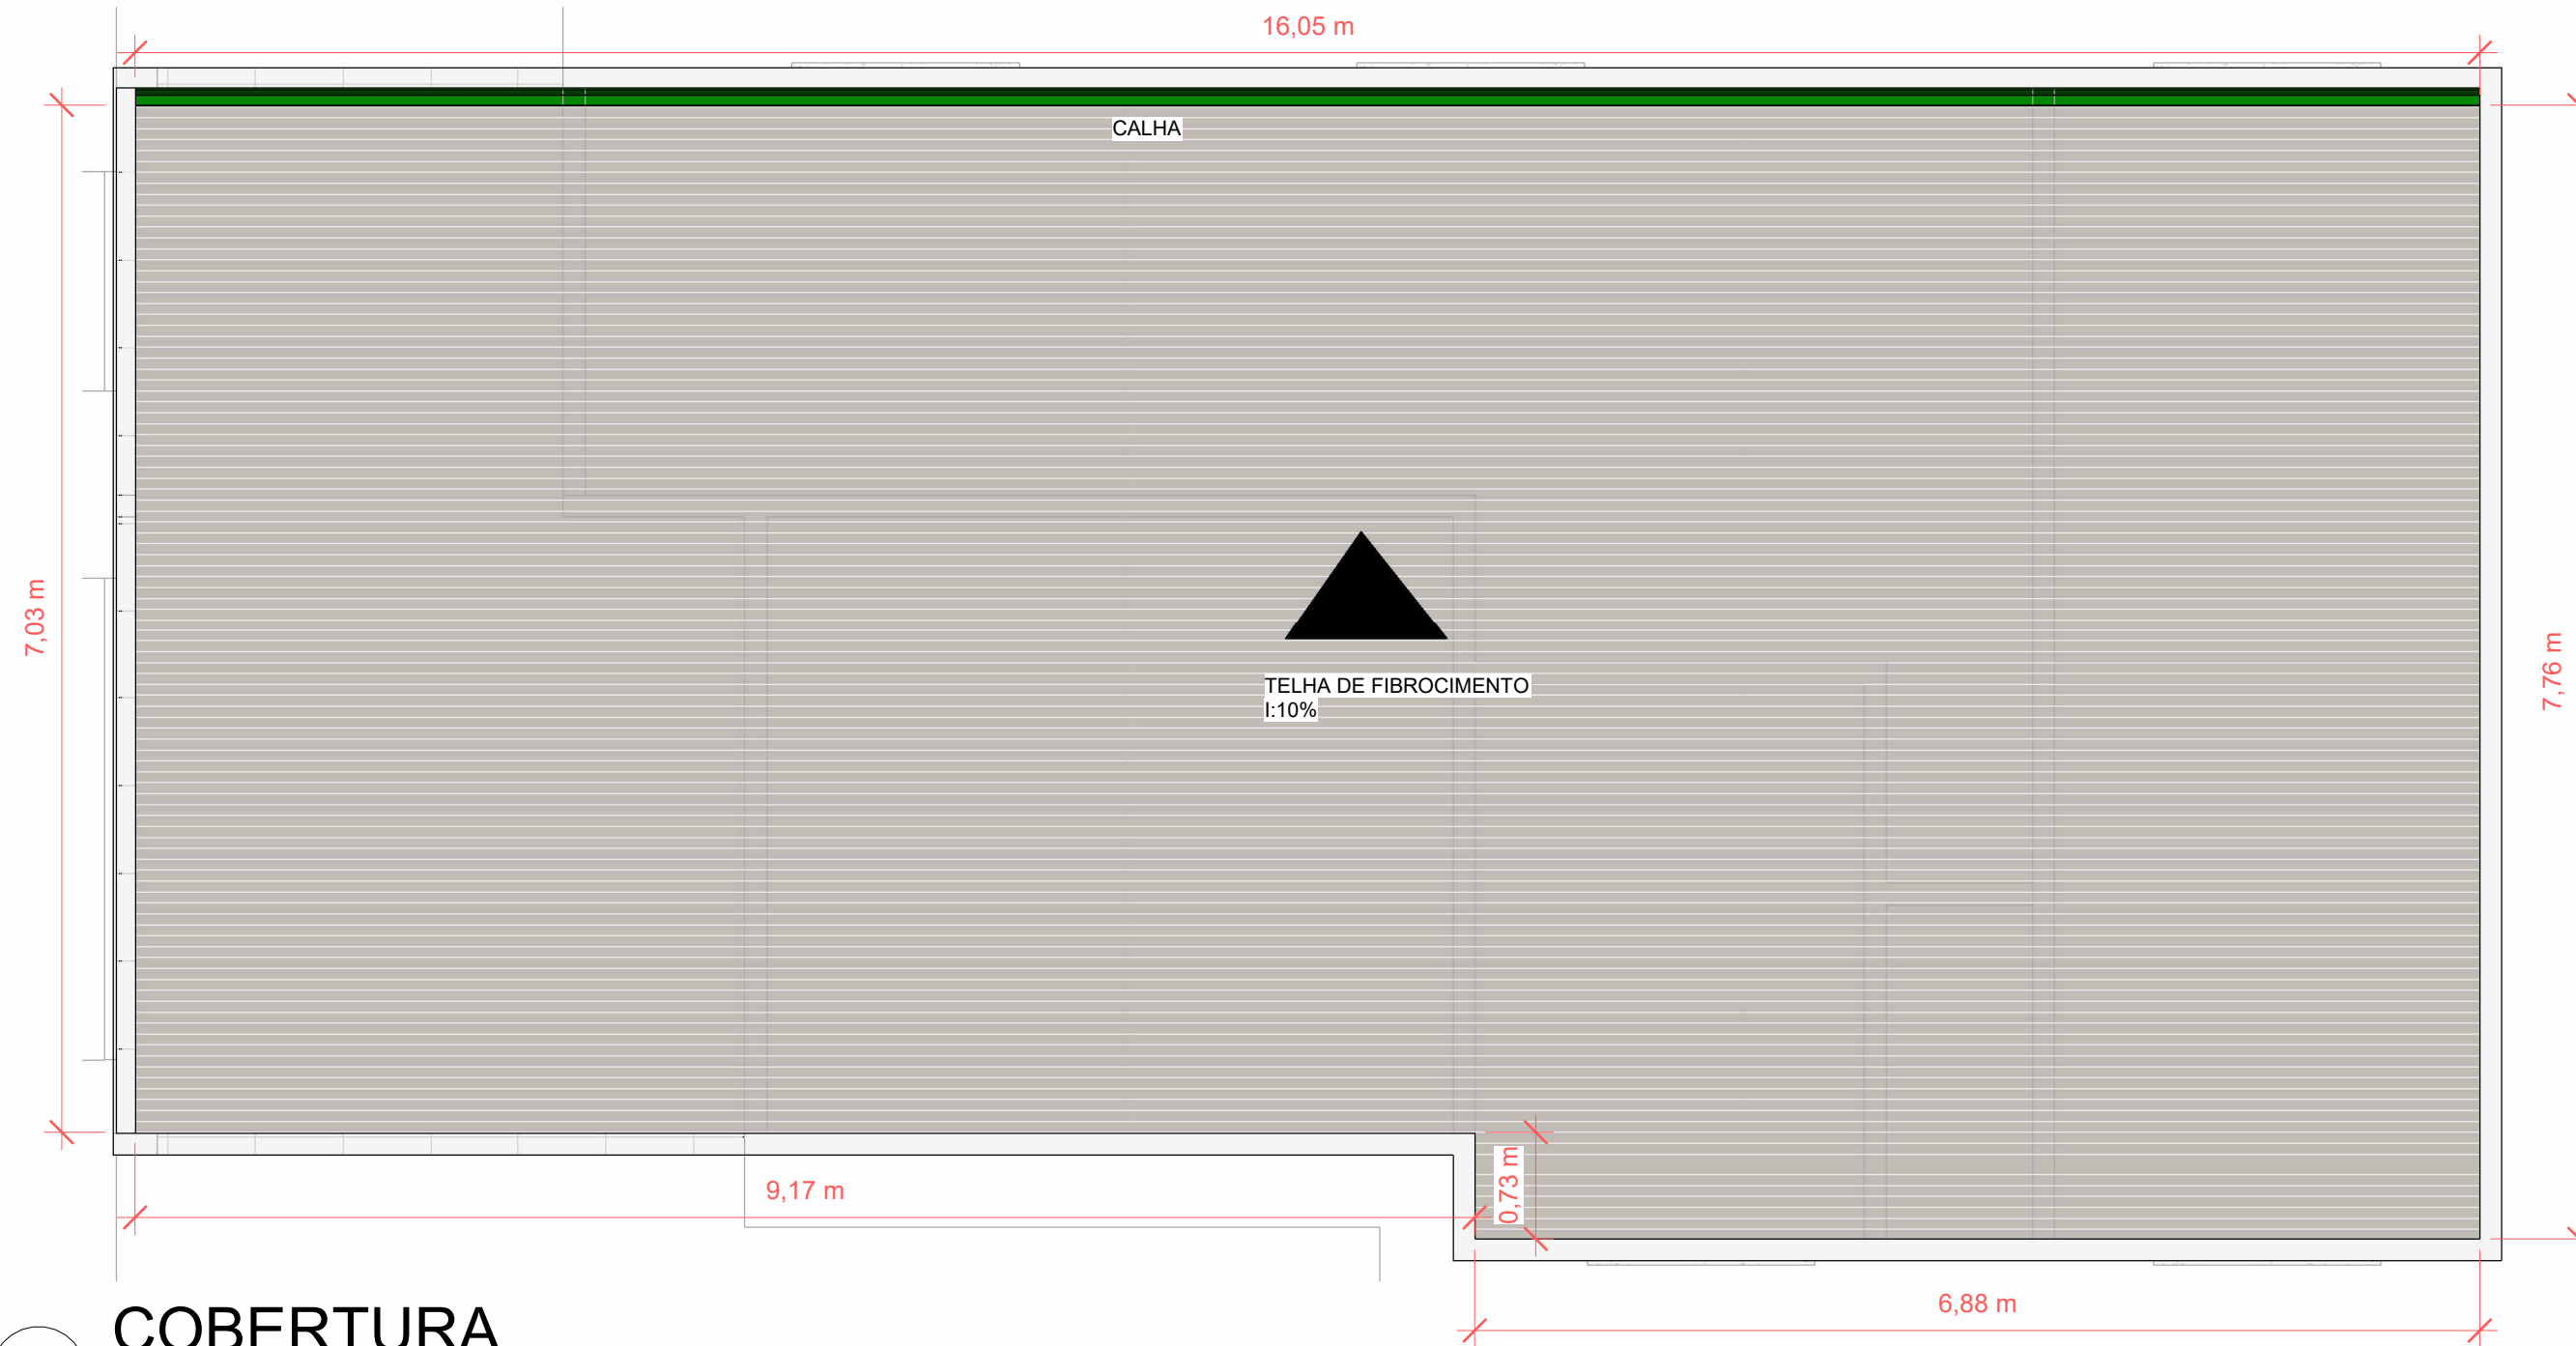 16,05 m
CALHA
7,03 m
TELHA DE FIBROCIMENTO
I:10%
7,76 m
0,73 m
9,17 m
6,88 m
COBERTURA